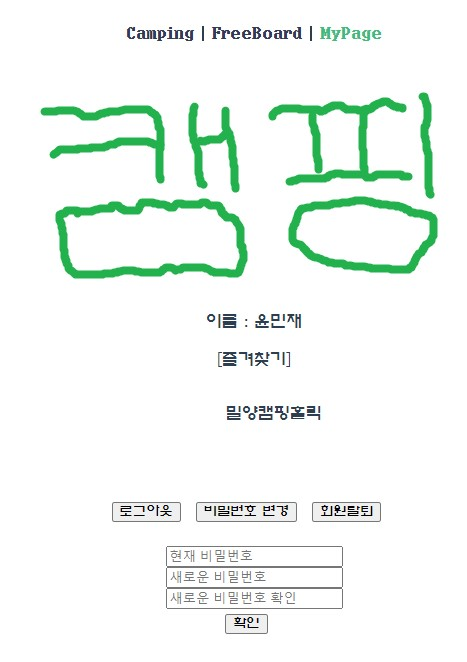 Camping | FreeBoard | MyPage
캠핑
이름 : 윤민재
[즐겨찾기]
밀양캠핑홀릭
로그아웃 비밀번호 변경 회원탈퇴
현재 비밀번호
새로운 비밀번호
새로운 비밀번호 확인
확인